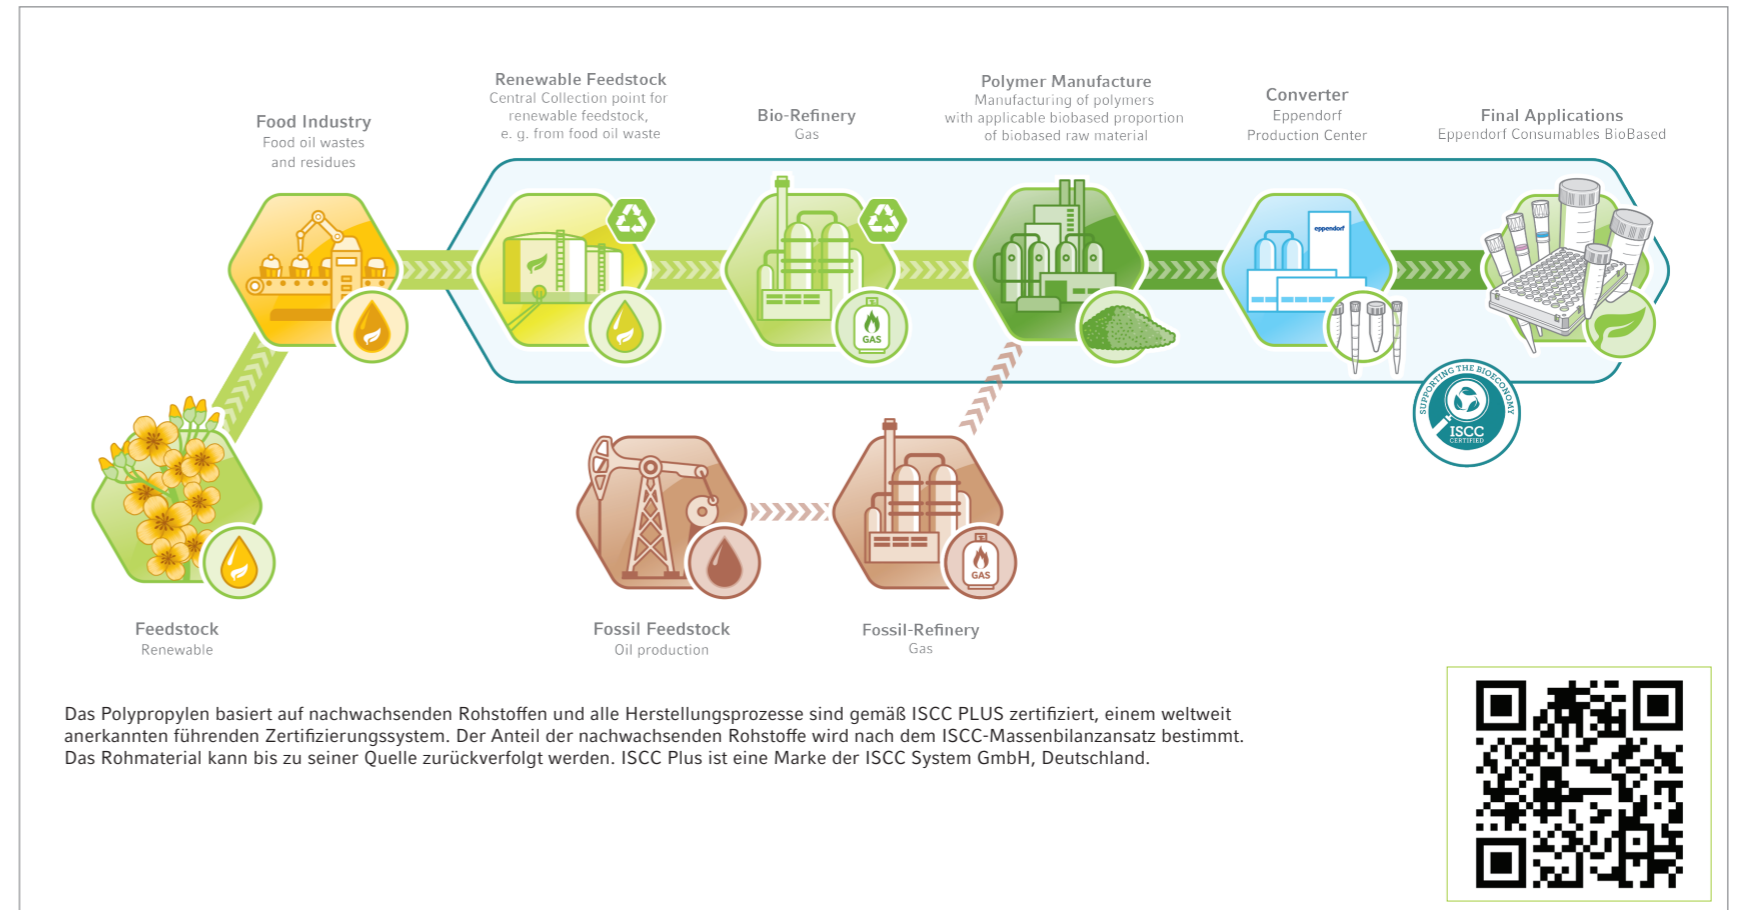 Renewable Feedstock
Central Collection point for
renewable feedstock,
e. g. from food oil waste
Polymer Manufacture
Manufacturing of polymers
with applicable biobased proportion
of biobased raw material
Converter
Eppendorf
Production Center
Food Industry
Food oil wastes
and residues
Bio-Refinery
Gas
Final Applications
Eppendorf Consumables BioBased
eppendorf
GAS
SUPPORTING THE BIOECONOMY
ISCC
CERTIFIED
GAS
Feedstock
Renewable
Fossil Feedstock
Oil production
Fossil-Refinery
Gas
Das Polypropylen basiert auf nachwachsenden Rohstoffen und alle Herstellungsprozesse sind gemäß ISCC PLUS zertifiziert, einem weltweit
anerkannten führenden Zertifizierungssystem. Der Anteil der nachwachsenden Rohstoffe wird nach dem ISCC-Massenbilanzansatz bestimmt.
Das Rohmaterial kann bis zu seiner Quelle zurückverfolgt werden. ISCC Plus ist eine Marke der ISCC System GmbH, Deutschland.